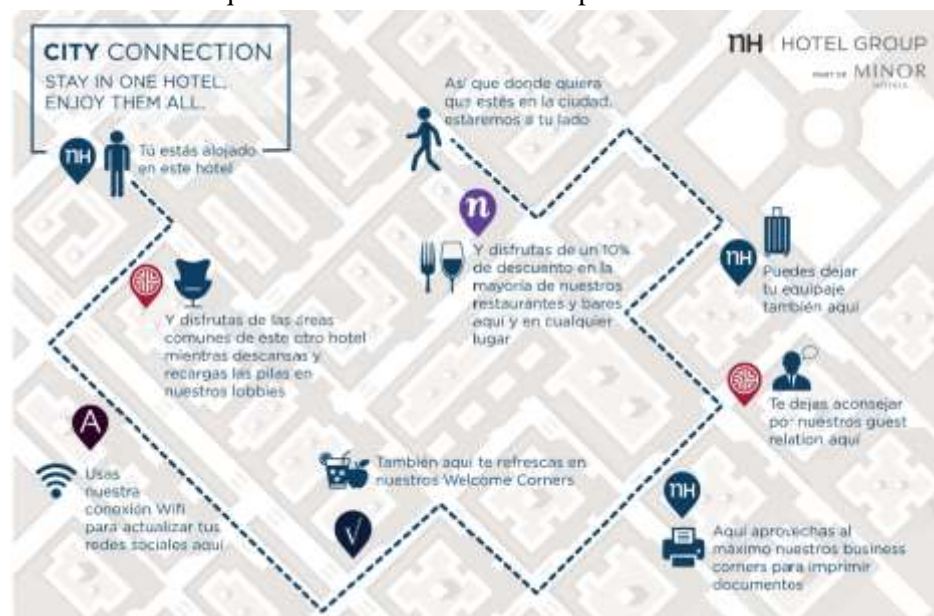 CITY CONNECTION
STAY IN ONE HOTEL,
ENJOY THEM ALL.
nH HOTEL GROUP
PART OF MINOR
HOTELS
nH
Tú estás alojado
en este hotel
Y disfrutas de las áreas
comunes de este otro hotel
mientras descansas y
recargas las pilas en
nuestros lobbies
A
Usas
nuestra
conexión Wifi
para actualizar tus
redes sociales aquí
También aquí te refrescas en
nuestros Welcome Corners
nH
Aquí aprovechas al
máximo nuestros business
corners para imprimir
documentos
Te dejas aconsejar
por nuestros guest
relation aquí
nH
Puedes dejar
tu equipaje
también aquí
n
Y disfrutas de un 10%
de descuento en la
mayoría de nuestros
restaurantes y bares
aquí y en cualquier
lugar
Así que donde quiera
que estés en la ciudad,
estaremos a tu lado